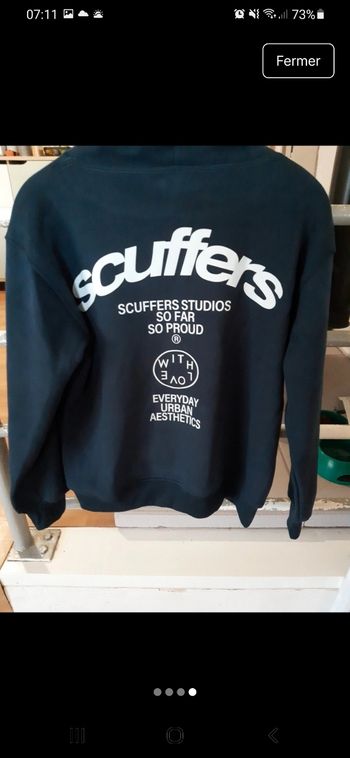 07:11 73%
Fermer
scuffers
SCUFFERS STUDIOS
SO FAR
SO PROUD
®
WITH
LOVE
EVERYDAY
URBAN
AESTHETICS